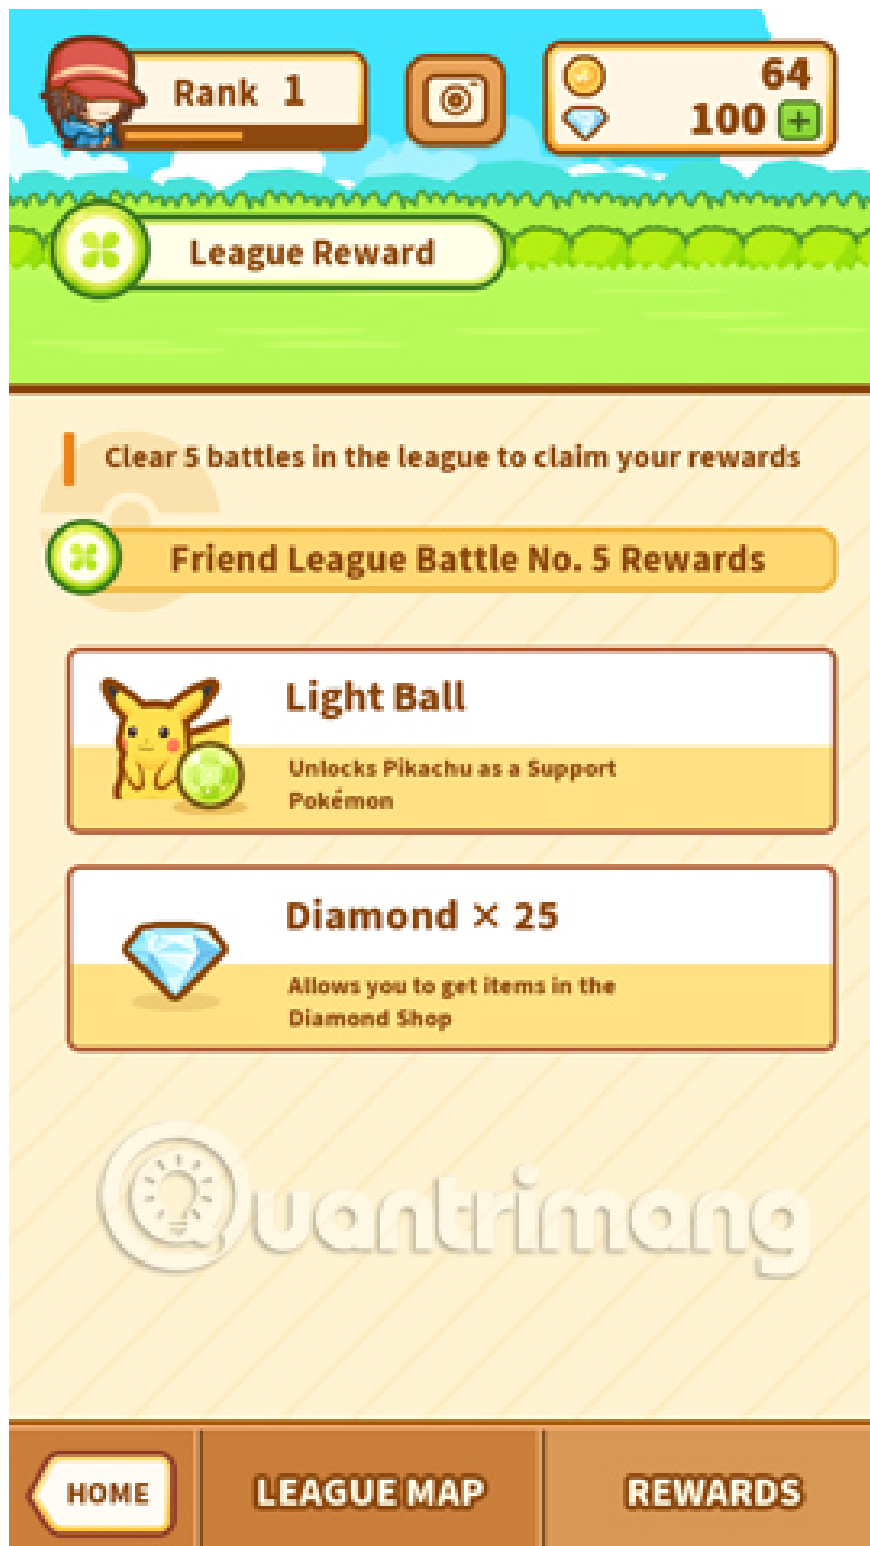 Rank 1
64
100
League Reward
Clear 5 battles in the league to claim your rewards
Friend League Battle No. 5 Rewards
Light Ball
Unlocks Pikachu as a Support
Pokémon
Diamond × 25
Allows you to get items in the
Diamond Shop
Quantrimang
HOME
LEAGUE MAP
REWARDS